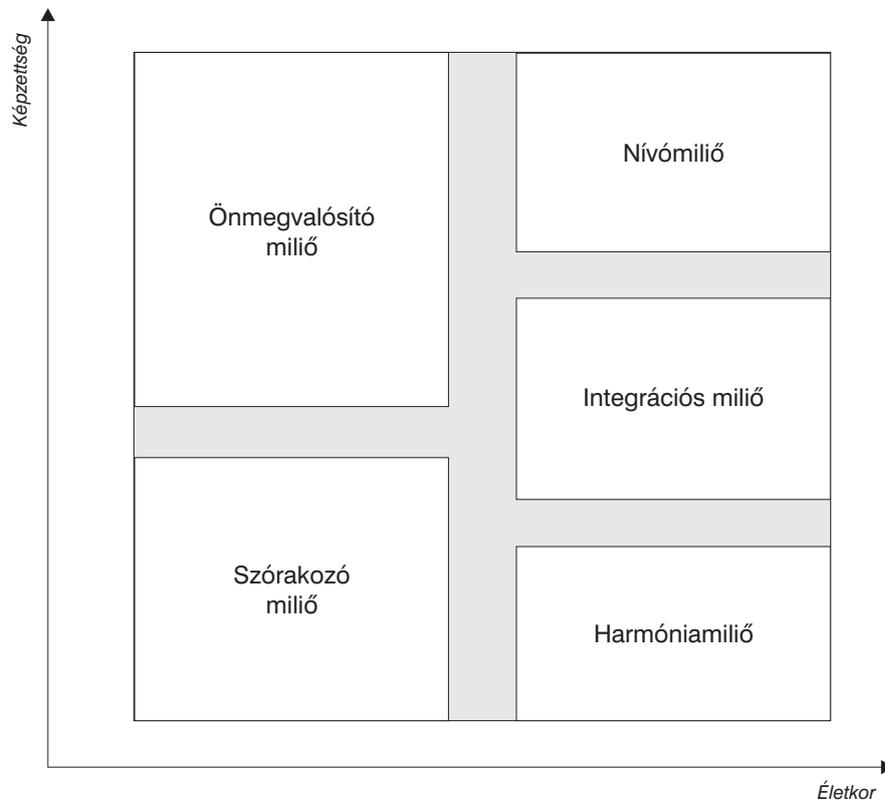 Képzettség
Önmegvalósító
miliő
Nívómiliő
Integrációs miliő
Szórakozó
miliő
Harmóniamiliő
Életkor